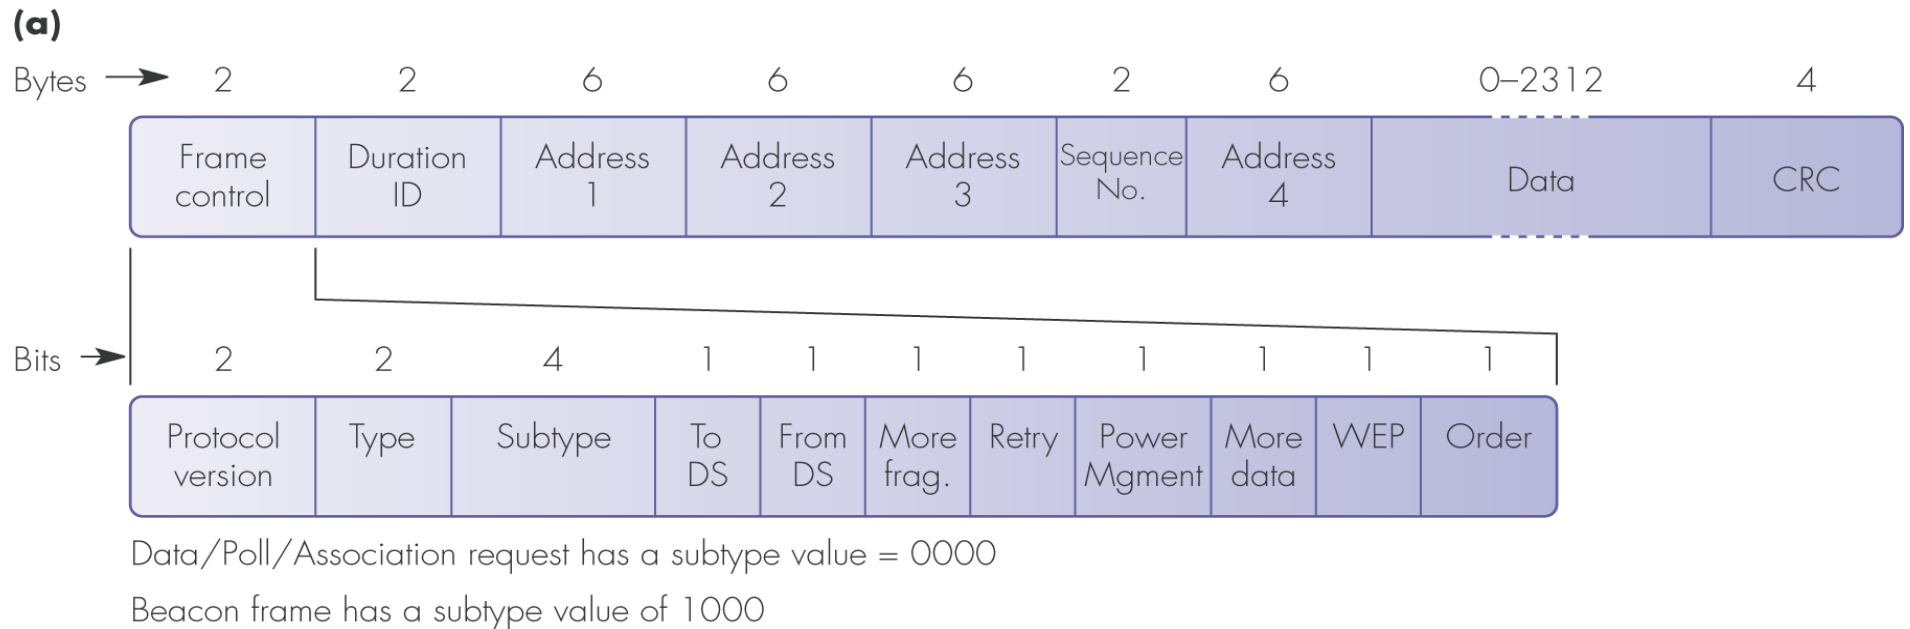 (a)
Bytes 2 2 6 6 6 2 6 0–2312 4
Frame control
Duration ID
Address 1
Address 2
Address 3
Sequence No.
Address 4
Data
CRC
Bits 2 2 4 1 1 1 1 1 1 1 1
Protocol version
Type
Subtype
To DS
From DS
More frag.
Retry
Power Mgment
More data
WEP
Order
Data/Poll/Association request has a subtype value = 0000
Beacon frame has a subtype value of 1000